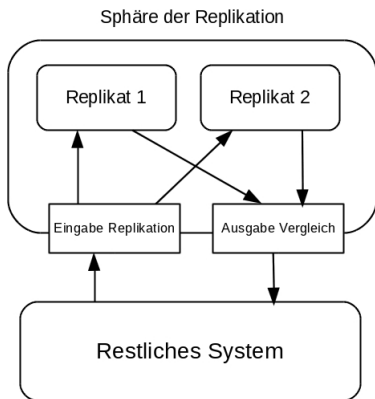 Sphäre der Replikation
Replikat 1
Replikat 2
Eingabe Replikation
Ausgabe Vergleich
Restliches System